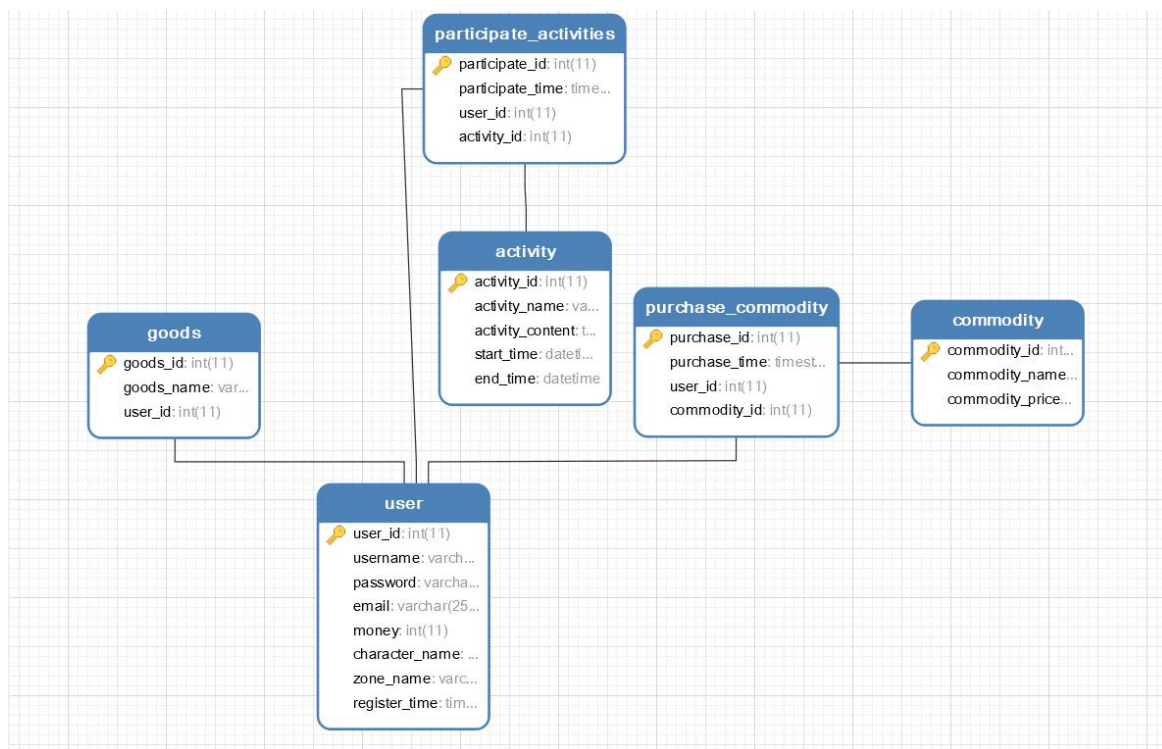 participate_activities
participate_id: int(11)
participate_time: time...
user_id: int(11)
activity_id: int(11)
activity
activity_id: int(11)
activity_name: va...
activity_content: t...
start_time: dateti...
end_time: datetime
purchase_commodity
purchase_id: int(11)
purchase_time: timest...
user_id: int(11)
commodity_id: int(11)
commodity
commodity_id: int...
commodity_name...
commodity_price...
goods
goods_id: int(11)
goods_name: var...
user_id: int(11)
user
user_id: int(11)
username: varch...
password: varcha...
email: varchar(25...
money: int(11)
character_name: ...
zone_name: varc...
register_time: tim...